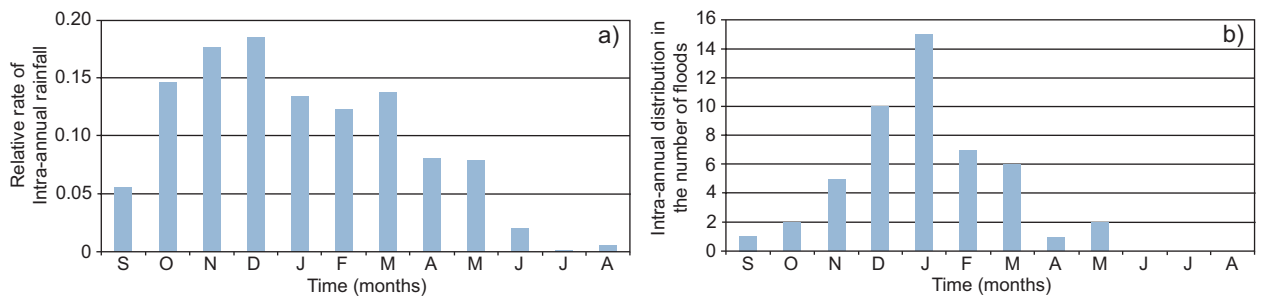 a)
Relative rate of
Intra-annual rainfall
0.20
0.15
0.10
0.05
0
S O N D J F M A M J J A
Time (months)
b)
Intra-annual distribution in
the number of floods
16
14
12
10
8
6
4
2
0
S O N D J F M A M J J A
Time (months)